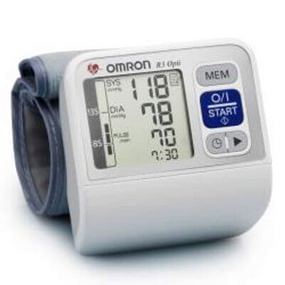 OMRON R3 Opti
SYS mmHg 118
135 DIA mmHg 78
85 PULSE /min 70
7:30
MEM
O/I
START